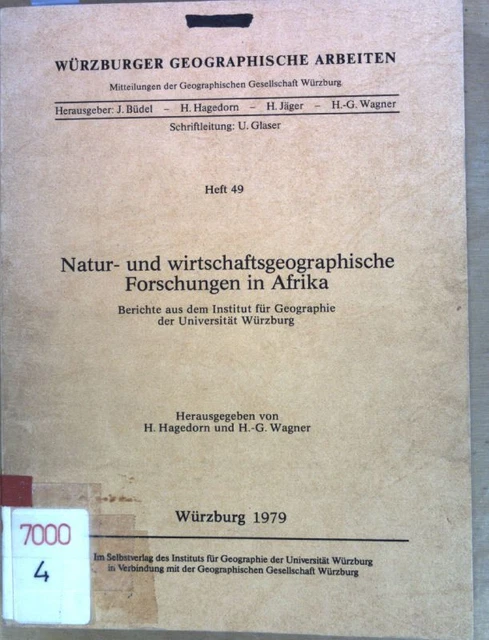 WÜRZBURGER GEOGRAPHISCHE ARBEITEN
Mitteilungen der Geographischen Gesellschaft Würzburg
Herausgeber: J. Büdel – H. Hagedorn – H. Jäger – H.-G. Wagner
Schriftleitung: U. Glaser
Heft 49
Natur- und wirtschaftsgeographische
Forschungen in Afrika
Berichte aus dem Institut für Geographie
der Universität Würzburg
Herausgegeben von
H. Hagedorn und H.-G. Wagner
Würzburg 1979
Im Selbstverlag des Instituts für Geographie der Universität Würzburg
in Verbindung mit der Geographischen Gesellschaft Würzburg
7000
4